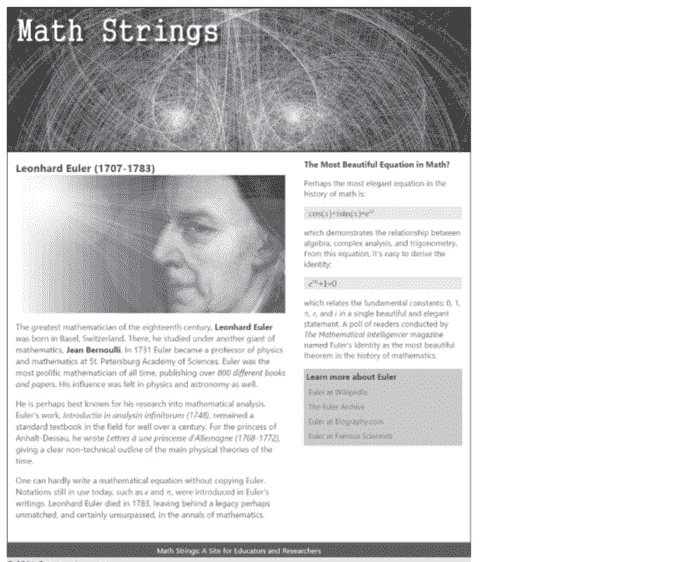 Math Strings
Leonhard Euler (1707-1783)
The greatest mathematician of the eighteenth century, Leonhard Euler
was born in Basel, Switzerland. There, he studied under another giant of
mathematics, Jean Bernoulli. In 1731 Euler became a professor of physics
and mathematics at St. Petersburg Academy of Sciences. Euler was the
most prolific mathematician of all time, publishing over 800 different books
and papers. His influence was felt in physics and astronomy as well.
He is perhaps best known for his research into mathematical analysis.
Euler's work, Introductio in analysin infinitorum (1748), remained a
standard textbook in the field for well over a century. For the princess of
Anhalt-Dessau, he wrote Lettres à une princesse d'Allemagne (1768-1772),
giving a clear non-technical outline of the main physical theories of the
time.
One can hardly write a mathematical equation without copying Euler.
Notations still in use today, such as e and π, were introduced in Euler's
writings. Leonhard Euler died in 1783, leaving behind a legacy perhaps
unmatched, and certainly unsurpassed, in the annals of mathematics.
The Most Beautiful Equation in Math?
Perhaps the most elegant equation in the
history of math is:
cos(x)+isin(x)=e^(ix)
which demonstrates the relationship between
algebra, complex analysis, and trigonometry.
From this equation, it's easy to derive the
identity:
e^(πi)+1=0
which relates the fundamental constants: 0, 1,
π, e, and i in a single beautiful and elegant
statement. A poll of readers conducted by
The Mathematical Intelligencer magazine
named Euler's Identity as the most beautiful
theorem in the history of mathematics.
Learn more about Euler
Euler at Wikipedia
The Euler Archive
Euler at Biography.com
Euler at Famous Scientists
Math Strings: A Site for Educators and Researchers